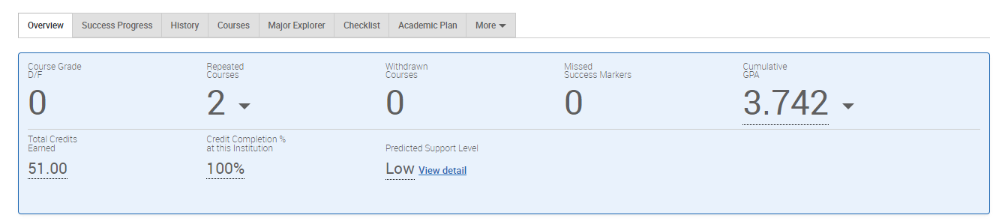 Overview Success Progress History Courses Major Explorer Checklist Academic Plan More
Course Grade
D/F
0
Repeated
Courses
2
Withdrawn
Courses
0
Missed
Success Markers
0
Cumulative
GPA
3.742
Total Credits
Earned
51.00
Credit Completion %
at this Institution
100%
Predicted Support Level
Low View detail